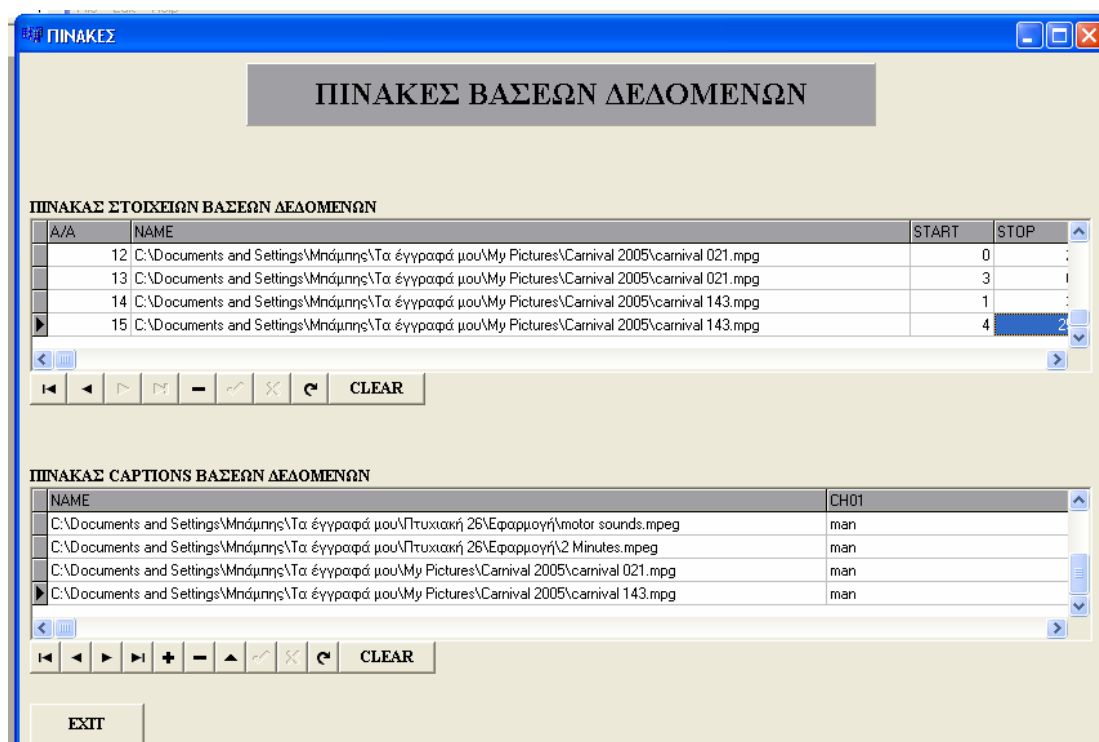 File Edit Help
ΠΙΝΑΚΕΣ
ΠΙΝΑΚΕΣ ΒΑΣΕΩΝ ΔΕΔΟΜΕΝΩΝ
ΠΙΝΑΚΑΣ ΣΤΟΙΧΕΙΩΝ ΒΑΣΕΩΝ ΔΕΔΟΜΕΝΩΝ
A/A NAME START STOP
12 C:\Documents and Settings\Μπάμπης\Τα έγγραφά μου\My Pictures\Carnival 2005\carnival 021.mpg 0
13 C:\Documents and Settings\Μπάμπης\Τα έγγραφά μου\My Pictures\Carnival 2005\carnival 021.mpg 3
14 C:\Documents and Settings\Μπάμπης\Τα έγγραφά μου\My Pictures\Carnival 2005\carnival 143.mpg 1
15 C:\Documents and Settings\Μπάμπης\Τα έγγραφά μου\My Pictures\Carnival 2005\carnival 143.mpg 4
CLEAR
ΠΙΝΑΚΑΣ CAPTIONS ΒΑΣΕΩΝ ΔΕΔΟΜΕΝΩΝ
NAME CH01
C:\Documents and Settings\Μπάμπης\Τα έγγραφά μου\Πτυχιακή 26\Εφαρμογή\motor sounds.mpeg man
C:\Documents and Settings\Μπάμπης\Τα έγγραφά μου\Πτυχιακή 26\Εφαρμογή\2 Minutes.mpeg man
C:\Documents and Settings\Μπάμπης\Τα έγγραφά μου\My Pictures\Carnival 2005\carnival 021.mpg man
C:\Documents and Settings\Μπάμπης\Τα έγγραφά μου\My Pictures\Carnival 2005\carnival 143.mpg man
CLEAR
EXIT